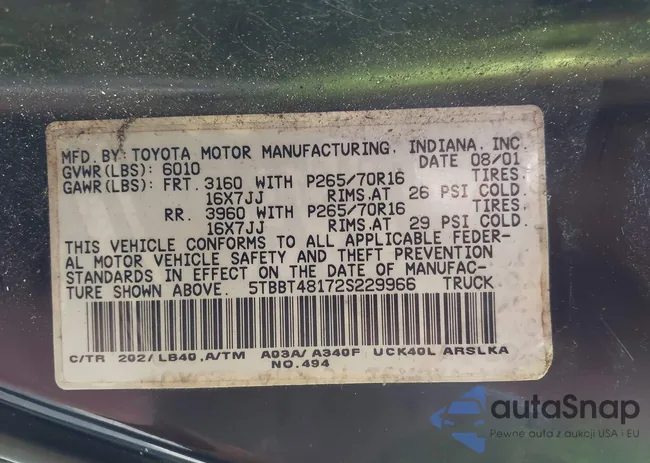 MFD. BY: TOYOTA MOTOR MANUFACTURING, INDIANA, INC.
GVWR(LBS): 6010 DATE 08/01
GAWR(LBS): FRT. 3160 WITH P265/70R16 TIRES,
16X7JJ RIMS,AT 26 PSI COLD.
RR. 3960 WITH P265/70R16 TIRES,
16X7JJ RIMS,AT 29 PSI COLD.
THIS VEHICLE CONFORMS TO ALL APPLICABLE FEDER-
AL MOTOR VEHICLE SAFETY AND THEFT PREVENTION
STANDARDS IN EFFECT ON THE DATE OF MANUFAC-
TURE SHOWN ABOVE. 5TBBT48172S229966 TRUCK
C/TR 202/LB40,A/TM A03A/A340F UCK40L ARSLKA
NO.494
autaSnap
Pewne auta z aukcji USA i EU